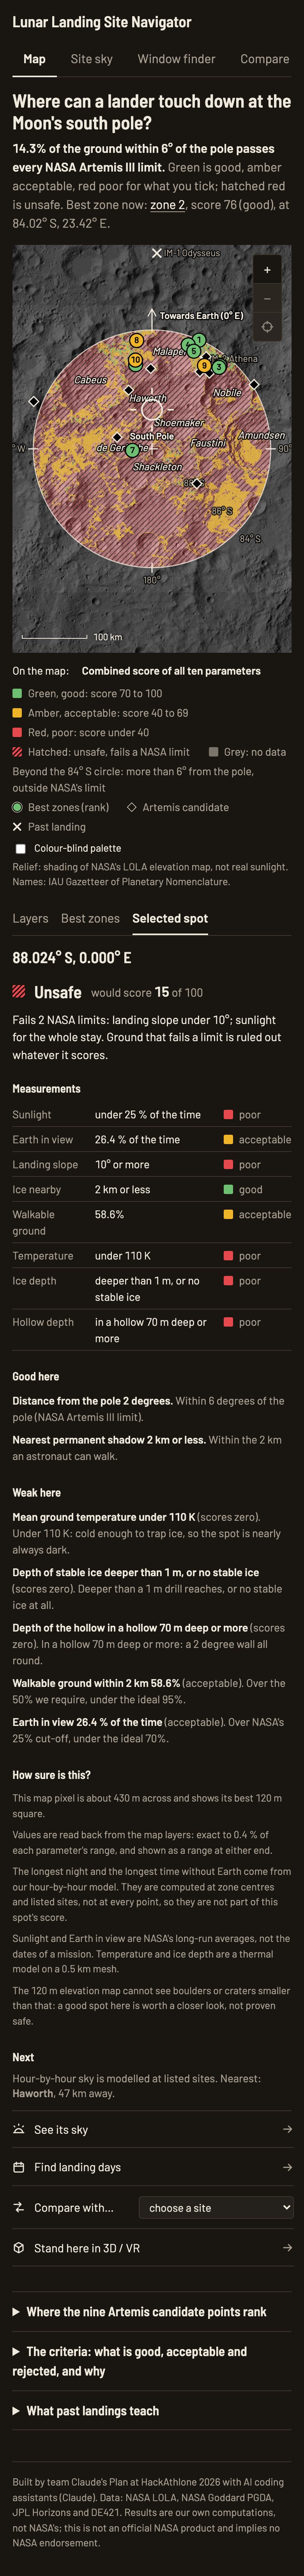 Lunar Landing Site Navigator
Map Site sky Window finder Compare
Where can a lander touch down at the
Moon's south pole?
14.3% of the ground within 6° of the pole passes
every NASA Artemis III limit. Green is good, amber
acceptable, red poor for what you tick; hatched red
is unsafe. Best zone now: zone 2, score 76 (good), at
84.02° S, 23.42° E.
IM-1 Odysseus
+
−
Towards Earth (0° E)
8
1
5
Athena
10
9
3
Cabeus
Haworth
Nobile
Shoemaker
South Pole
Amundsen
Faustini
7
Shackleton
90°
86° S
84° S
180°
100 km
On the map: Combined score of all ten parameters
Green, good: score 70 to 100
Amber, acceptable: score 40 to 69
Red, poor: score under 40
Hatched: unsafe, fails a NASA limit Grey: no data
Beyond the 84° S circle: more than 6° from the pole,
outside NASA's limit
Best zones (rank) Artemis candidate
Past landing
Colour-blind palette
Relief: shading of NASA's LOLA elevation map, not real sunlight.
Names: IAU Gazetteer of Planetary Nomenclature.
Layers Best zones Selected spot
88.024° S, 0.000° E
Unsafe would score 15 of 100
Fails 2 NASA limits: landing slope under 10°; sunlight
for the whole stay. Ground that fails a limit is ruled out
whatever it scores.
Measurements
Sunlight under 25 % of the time poor
Earth in view 26.4 % of the time acceptable
Landing slope 10° or more poor
Ice nearby 2 km or less good
Walkable ground 58.6% acceptable
Temperature under 110 K poor
Ice depth deeper than 1 m, or no stable ice poor
Hollow depth in a hollow 70 m deep or more poor
Good here
Distance from the pole 2 degrees. Within 6 degrees of the
pole (NASA Artemis III limit).
Nearest permanent shadow 2 km or less. Within the 2 km
an astronaut can walk.
Weak here
Mean ground temperature under 110 K (scores zero).
Under 110 K: cold enough to trap ice, so the spot is nearly
always dark.
Depth of stable ice deeper than 1 m, or no stable ice
(scores zero). Deeper than a 1 m drill reaches, or no stable
ice at all.
Depth of the hollow in a hollow 70 m deep or more (scores
zero). In a hollow 70 m deep or more: a 2 degree wall all
round.
Walkable ground within 2 km 58.6% (acceptable). Over the
50% we require, under the ideal 95%.
Earth in view 26.4 % of the time (acceptable). Over NASA's
25% cut-off, under the ideal 70%.
How sure is this?
This map pixel is about 430 m across and shows its best 120 m
square.
Values are read back from the map layers: exact to 0.4 % of
each parameter's range, and shown as a range at either end.
The longest night and the longest time without Earth come from
our hour-by-hour model. They are computed at zone centres
and listed sites, not at every point, so they are not part of this
spot's score.
Sunlight and Earth in view are NASA's long-run averages, not the
dates of a mission. Temperature and ice depth are a thermal
model on a 0.5 km mesh.
The 120 m elevation map cannot see boulders or craters smaller
than that: a good spot here is worth a closer look, not proven
safe.
Next
Hour-by-hour sky is modelled at listed sites. Nearest:
Haworth, 47 km away.
See its sky →
Find landing days →
Compare with... choose a site
Stand here in 3D / VR →
Where the nine Artemis candidate points rank
The criteria: what is good, acceptable and
rejected, and why
What past landings teach
Built by team Claude's Plan at HackAthlone 2026 with AI coding
assistants (Claude). Data: NASA LOLA, NASA Goddard PGDA,
JPL Horizons and DE421. Results are our own computations,
not NASA's; this is not an official NASA product and implies no
NASA endorsement.